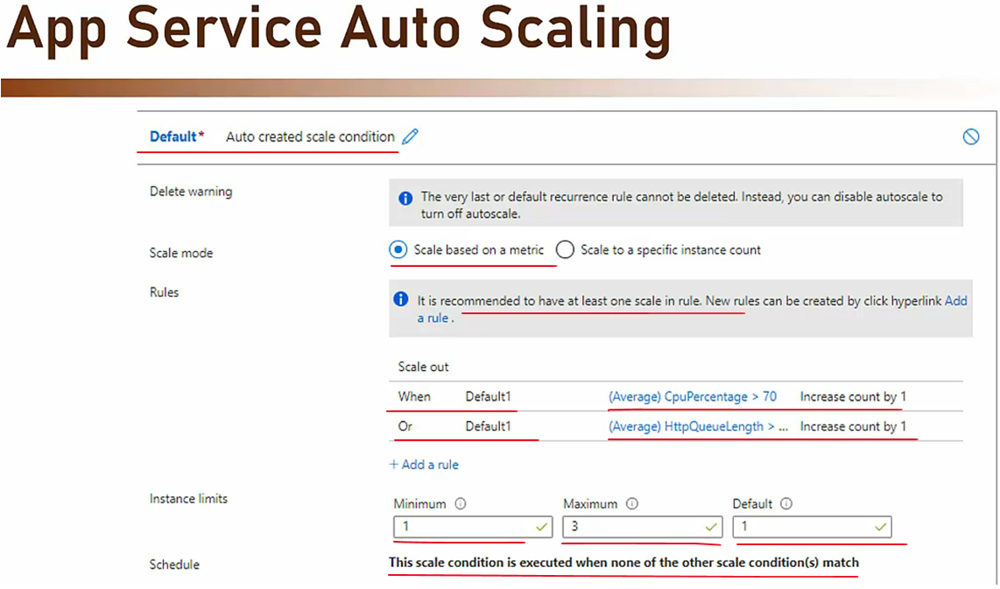 App Service Auto Scaling
Default* Auto created scale condition
Delete warning
The very last or default recurrence rule cannot be deleted. Instead, you can disable autoscale to
turn off autoscale.
Scale mode
Scale based on a metric
Scale to a specific instance count
Rules
It is recommended to have at least one scale in rule. New rules can be created by click hyperlink Add
a rule .
Scale out
When Default1 (Average) CpuPercentage > 70 Increase count by 1
Or Default1 (Average) HttpQueueLength > ... Increase count by 1
+ Add a rule
Instance limits
Minimum Maximum Default
1 3 1
Schedule
This scale condition is executed when none of the other scale condition(s) match